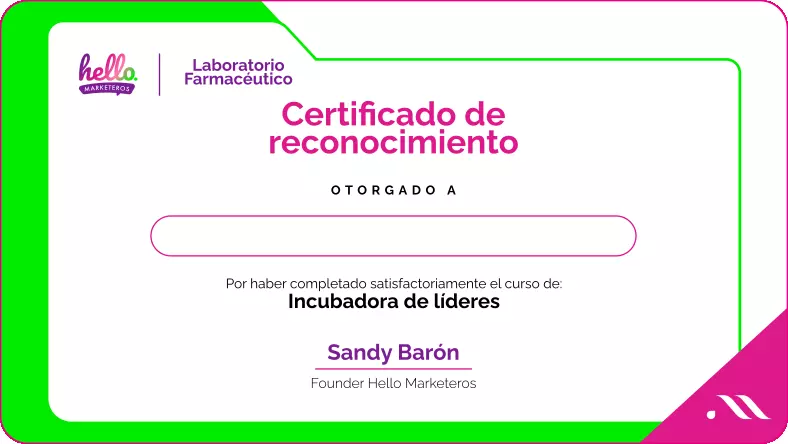 hello.
MARKETEROS
Laboratorio
Farmacéutico
Certificado de
reconocimiento
OTORGADO A
Por haber completado satisfactoriamente el curso de:
Incubadora de líderes
Sandy Barón
Founder Hello Marketeros